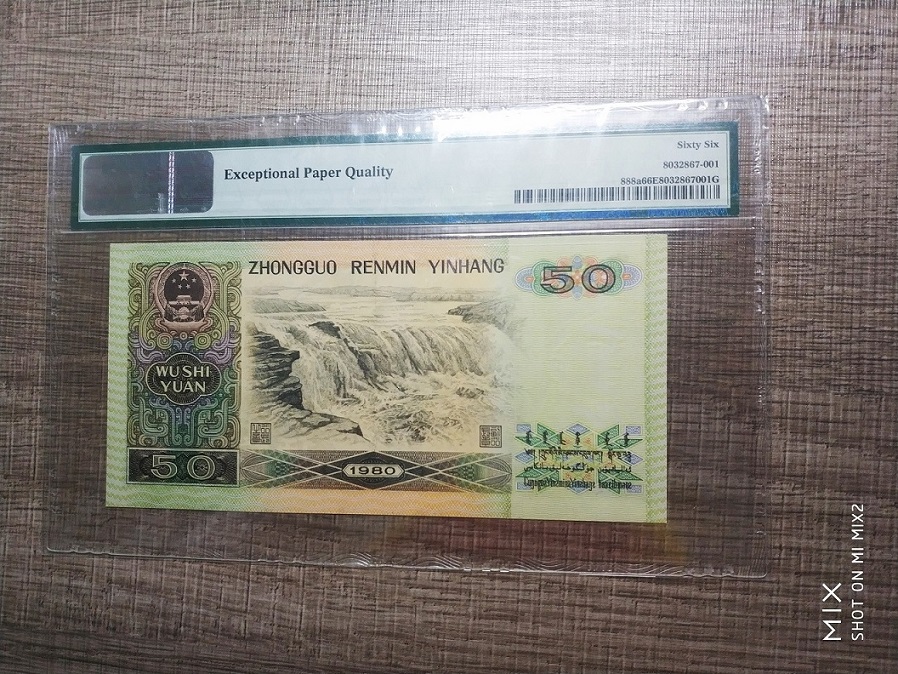 Exceptional Paper Quality
Sixty Six
8032867-001
888a66E8032867001G
ZHONGGUO RENMIN YINHANG
50
WU SHI
YUAN
50
1980
MIX
SHOT ON MI MIX2